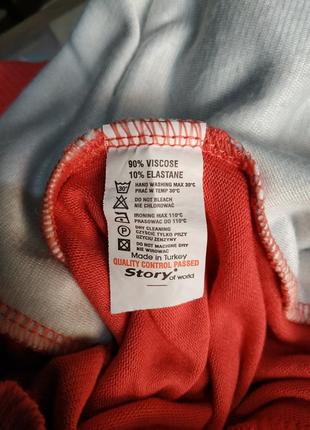 90% VISCOSE
10% ELASTANE
30°
HAND WASHING MAX 30°C
PRAĆ W TEMP 30°C
DO NOT BLEACH
NIE CHLOROWAĆ
IRONING MAX 110°C
PRASOWAĆ DO 110°C
DRY CLEANING
CZYŚCIĆ TYLKO PRZY
UŻYCIU ŻENZYNY
DO NOT MACHINE DRY
NIE WIROWAĆ
Made in Turkey
QUALITY CONTROL PASSED
Story of world